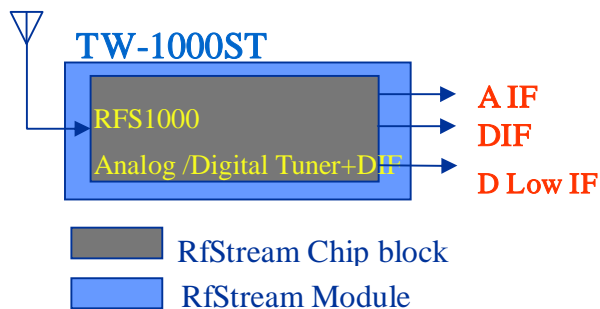 TW-1000ST
RFS1000
Analog /Digital Tuner+DIF
A IF
DIF
D Low IF
RfStream Chip block
RfStream Module